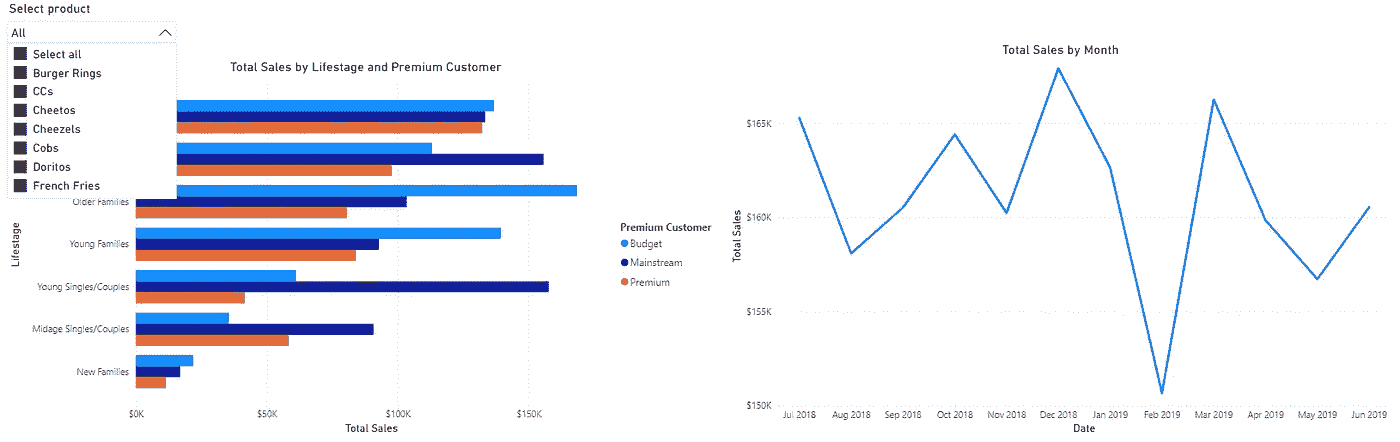 Select product
All
Select all
Burger Rings
CCs
Cheetos
Cheezels
Cobs
Doritos
French Fries
Total Sales by Lifestage and Premium Customer
Lifestage
Older Families
Young Families
Young Singles/Couples
Midage Singles/Couples
New Families
$0K $50K $100K $150K
Total Sales
Premium Customer
Budget
Mainstream
Premium
Total Sales by Month
Total Sales
$165K
$160K
$155K
$150K
Jul 2018 Aug 2018 Sep 2018 Oct 2018 Nov 2018 Dec 2018 Jan 2019 Feb 2019 Mar 2019 Apr 2019 May 2019 Jun 2019
Date